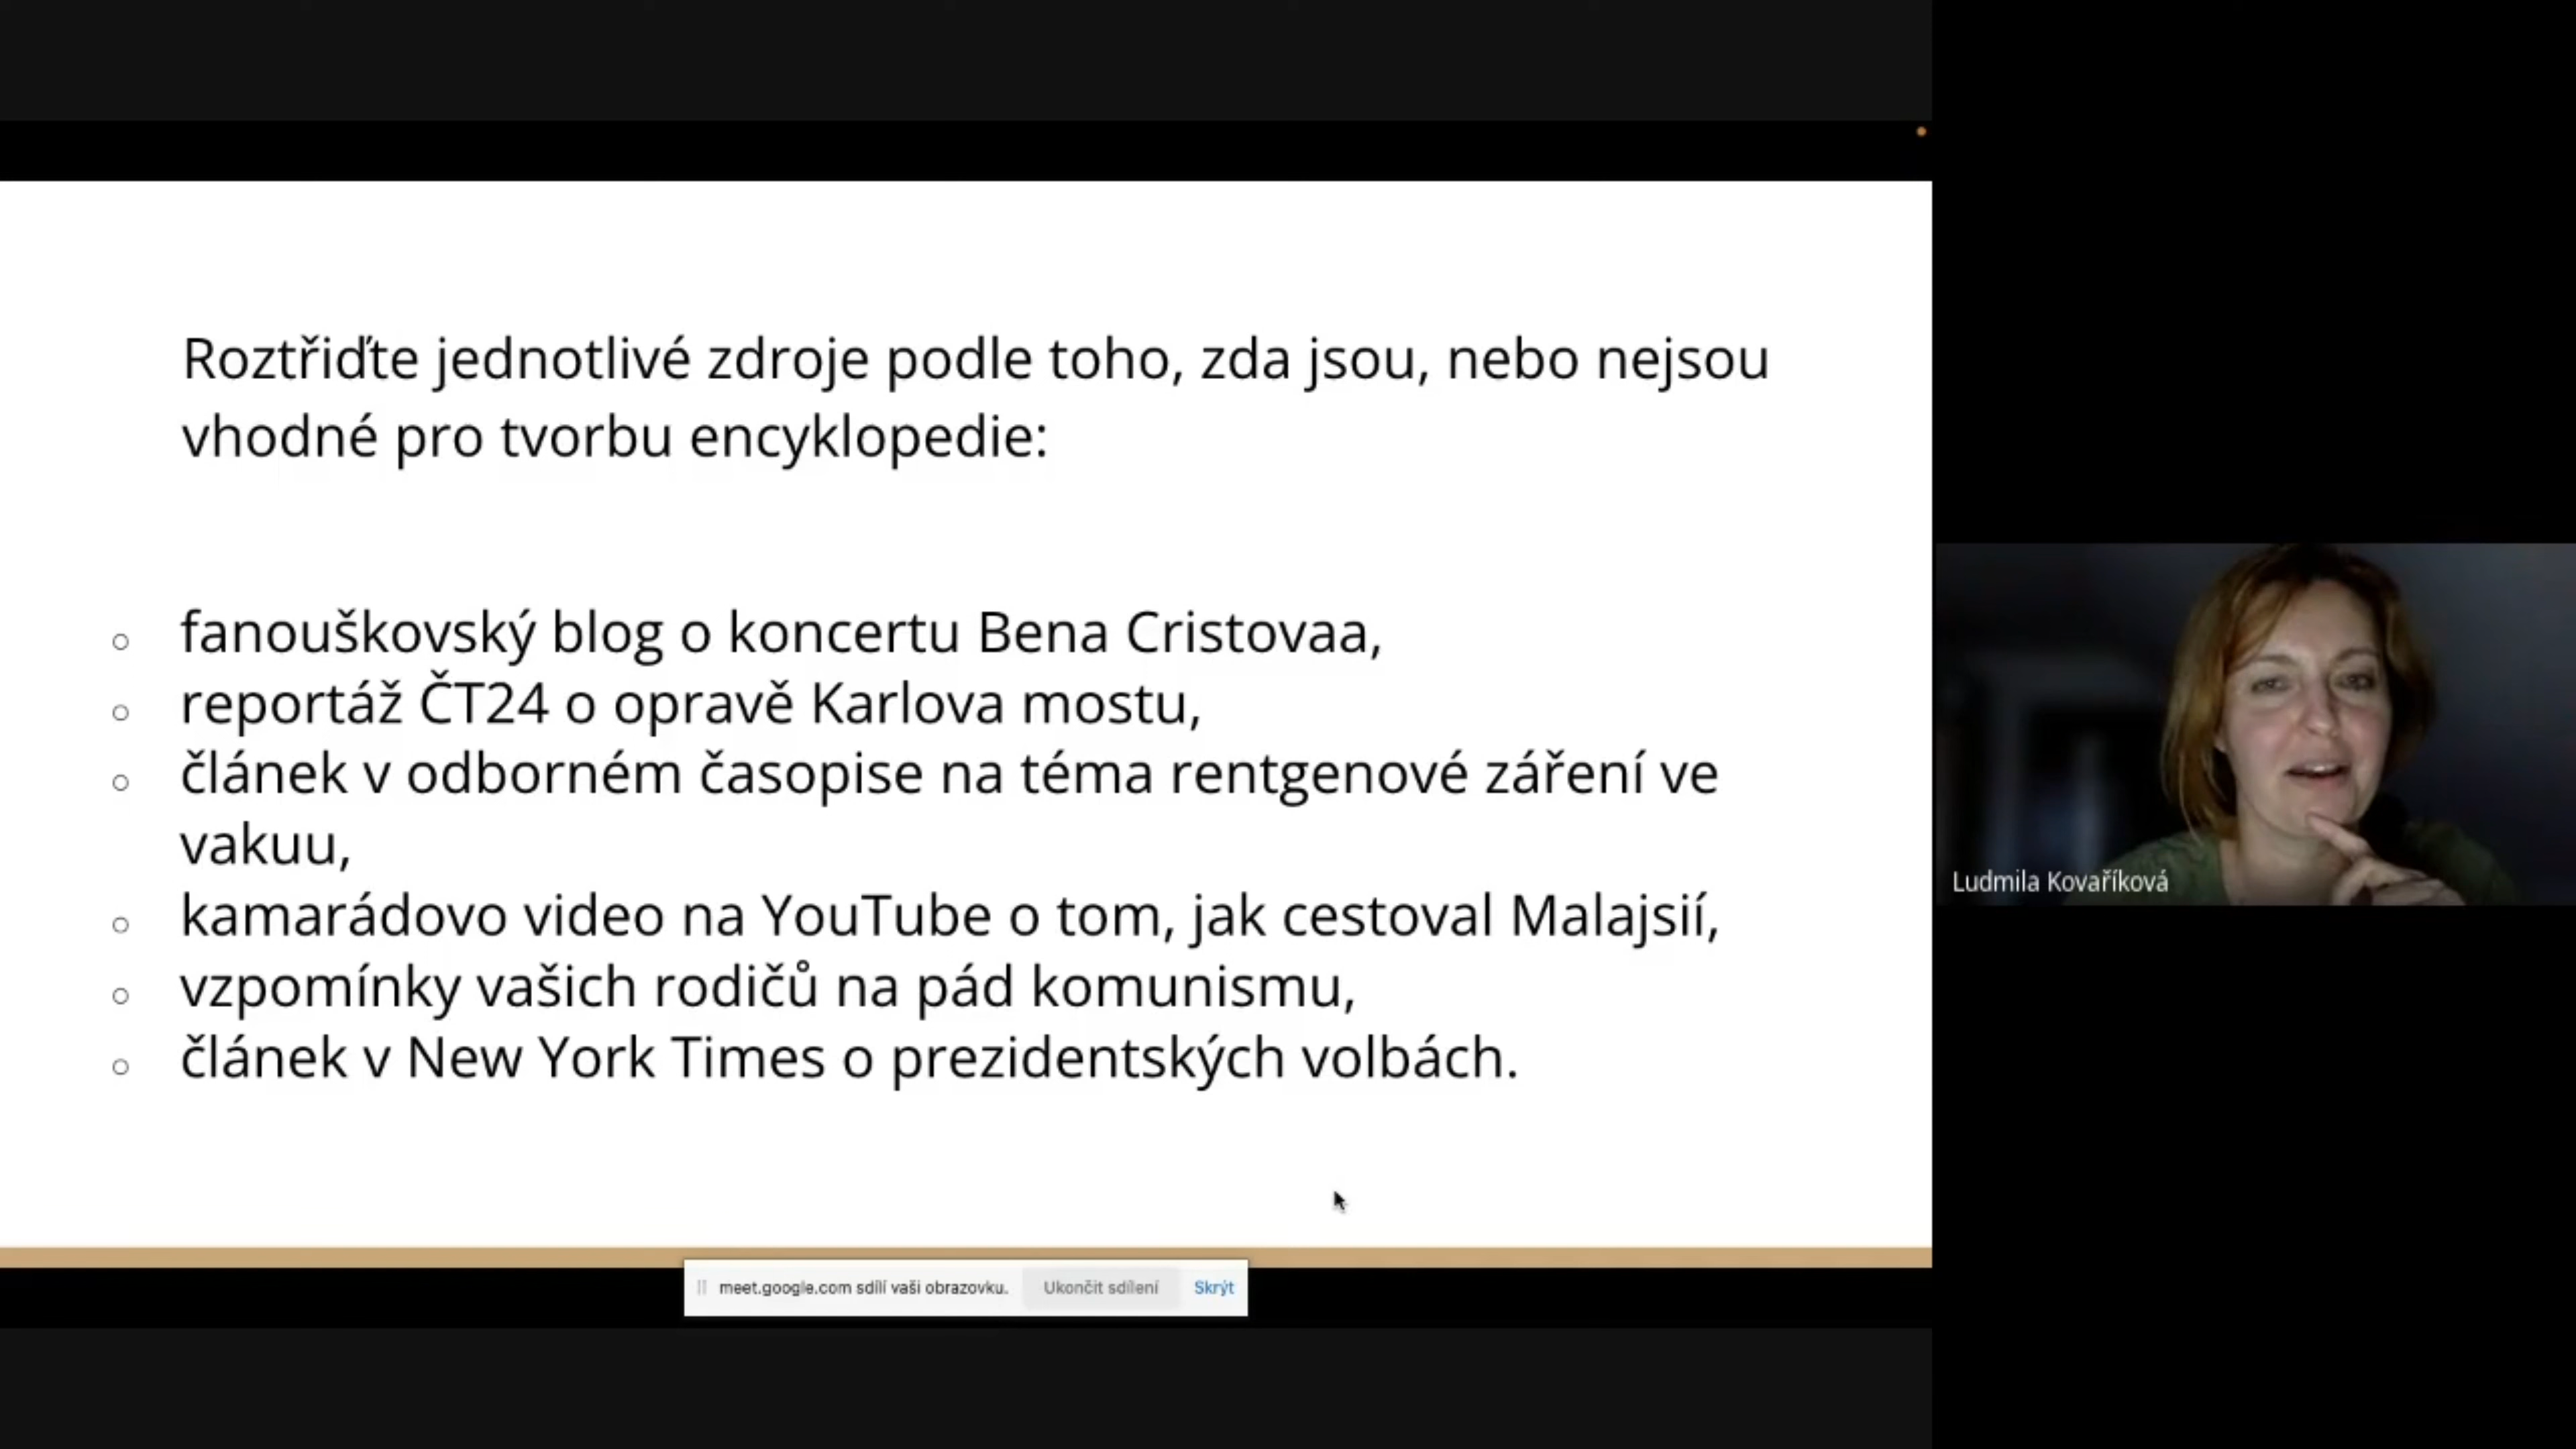 Roztřiďte jednotlivé zdroje podle toho, zda jsou, nebo nejsou
vhodné pro tvorbu encyklopedie:
fanouškovský blog o koncertu Bena Cristovaa,
reportáž ČT24 o opravě Karlova mostu,
článek v odborném časopise na téma rentgenové záření ve
vakuu,
kamarádovo video na YouTube o tom, jak cestoval Malajsií,
vzpomínky vašich rodičů na pád komunismu,
článek v New York Times o prezidentských volbách.
Ludmila Kovaříková
meet.google.com sdílí vaši obrazovku. Ukončit sdílení Skrýt